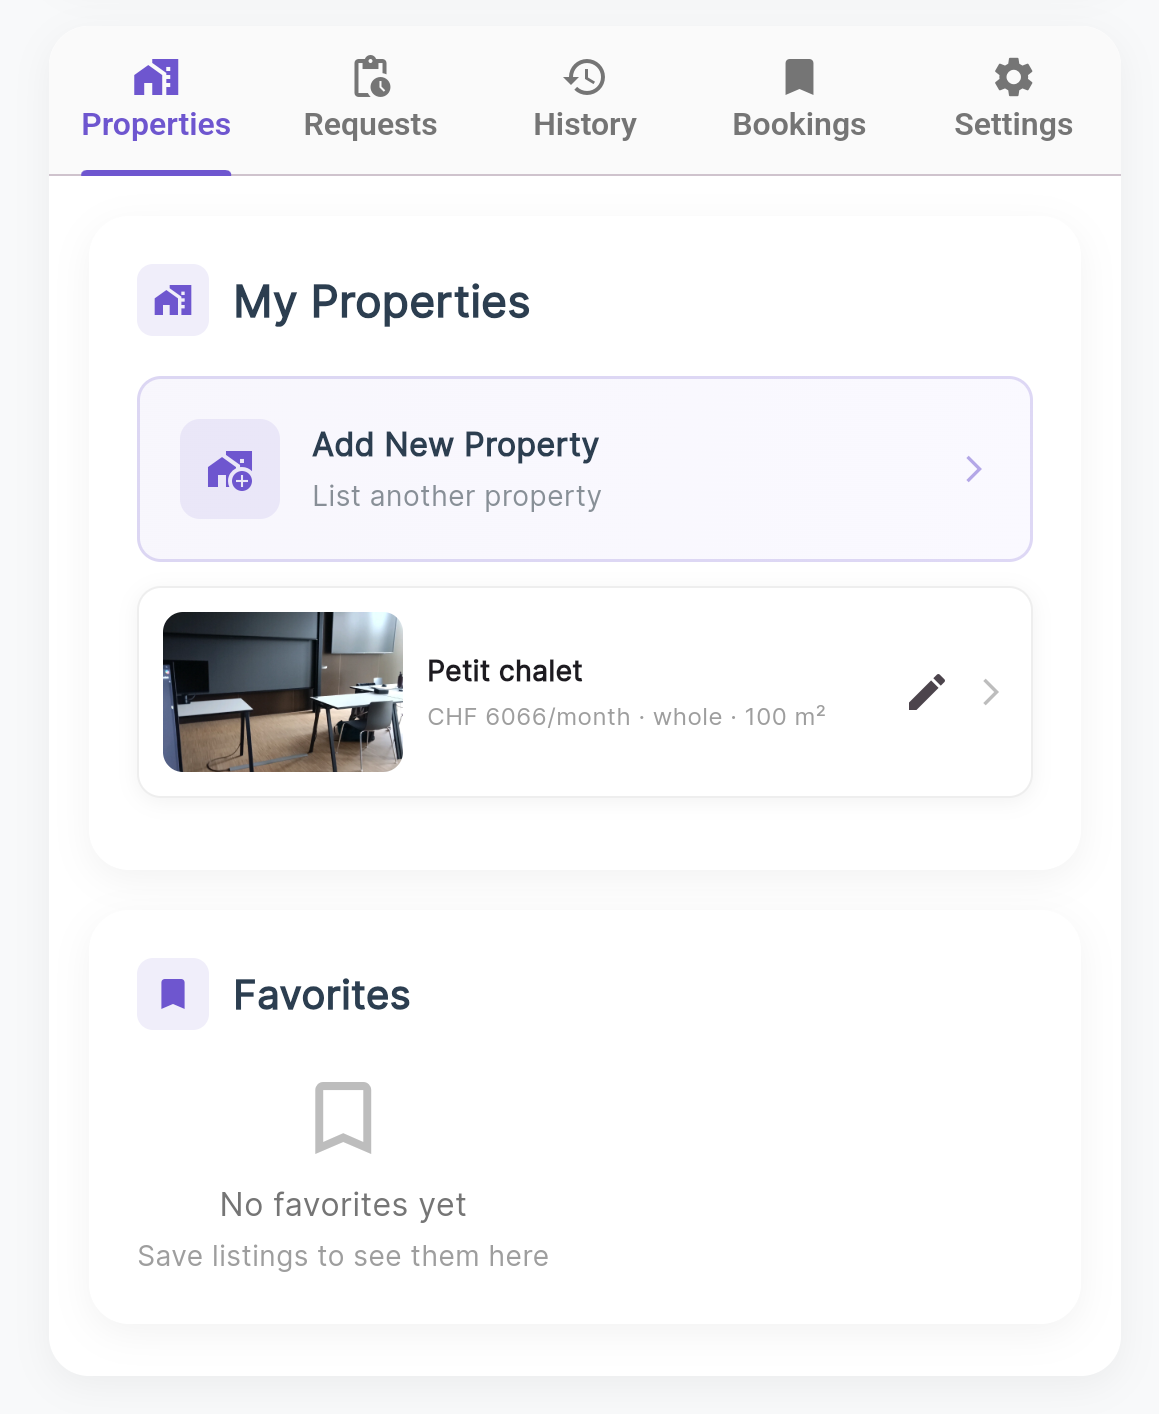 Properties
Requests
History
Bookings
Settings
My Properties
Add New Property
List another property
Petit chalet
CHF 6066/month · whole · 100 m²
Favorites
No favorites yet
Save listings to see them here